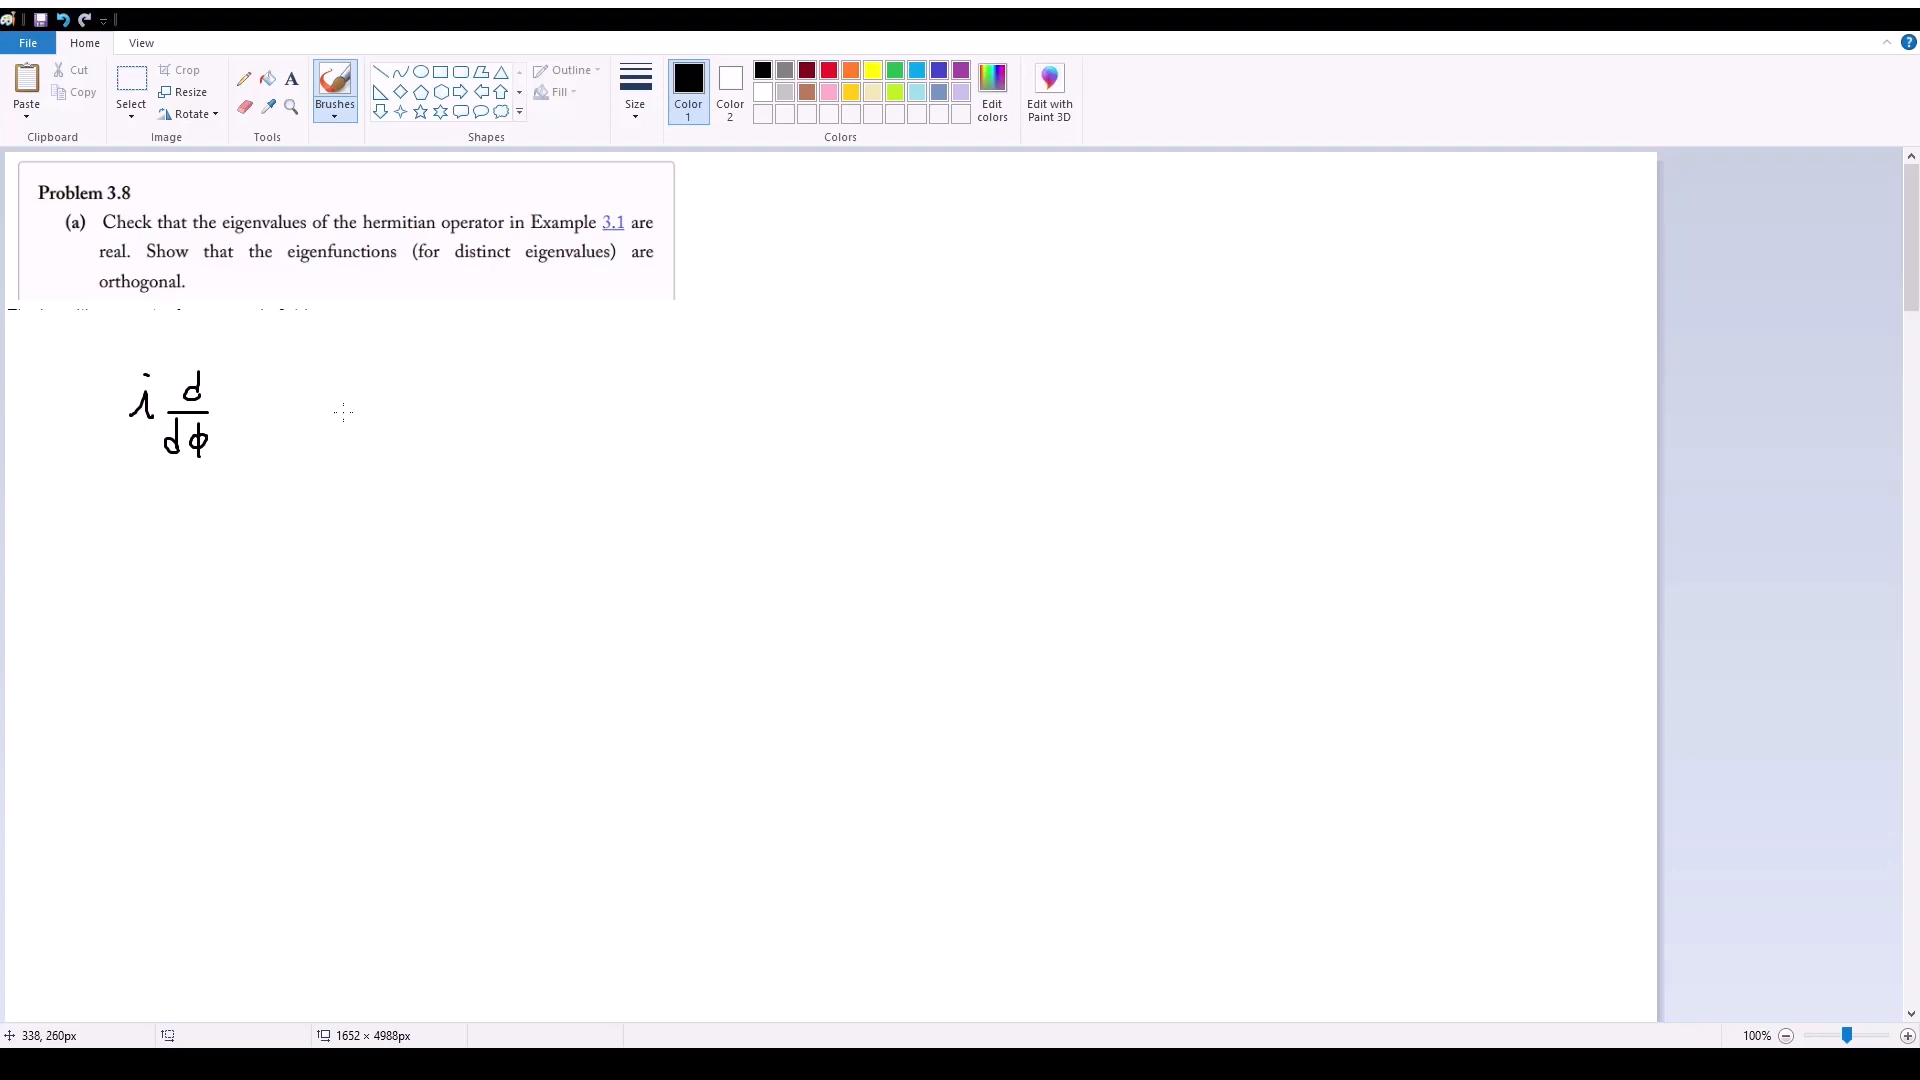 File Home View
Paste
Cut
Copy
Clipboard
Select
Crop
Resize
Rotate
Image
A
Tools
Brushes
Outline
Fill
Shapes
Size
Color 1
Color 2
Edit colors
Colors
Edit with Paint 3D
Problem 3.8
(a) Check that the eigenvalues of the hermitian operator in Example 3.1 are
real. Show that the eigenfunctions (for distinct eigenvalues) are
orthogonal.
i d
dϕ
338, 260px
1652 × 4988px
100%